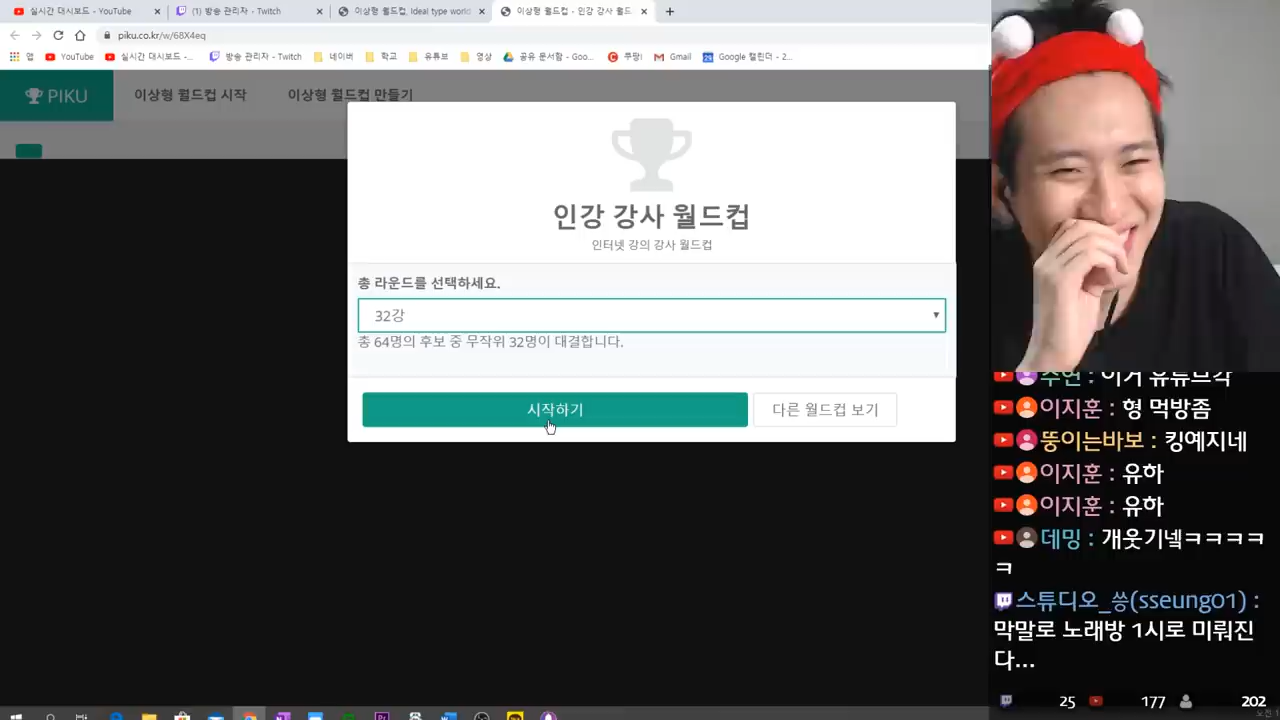 실시간 대시보드 - YouTube
(1) 방송 관리자 - Twitch
이상형 월드컵, Ideal type world
이상형 월드컵 - 인강 강사 월드
piku.co.kr/w/68X4eq
앱
YouTube
실시간 대시보드 -...
방송 관리자 - Twitch
네이버
학교
유튜브
영상
공유 문서함 - Goo...
쿠팡!
Gmail
Google 캘린더 - 2...
PIKU
이상형 월드컵 시작
이상형 월드컵 만들기
인강 강사 월드컵
인터넷 강의 강사 월드컵
총 라운드를 선택하세요.
32강
총 64명의 후보 중 무작위 32명이 대결합니다.
시작하기
다른 월드컵 보기
이지훈 : 형 먹방좀
뚱이는바보 : 킹예지네
이지훈 : 유하
이지훈 : 유하
데밍 : 개웃기넼ㅋㅋㅋㅋ
ㅋ
스튜디오_쓩(sseung01) :
막말로 노래방 1시로 미뤄진
다...
25
177
202